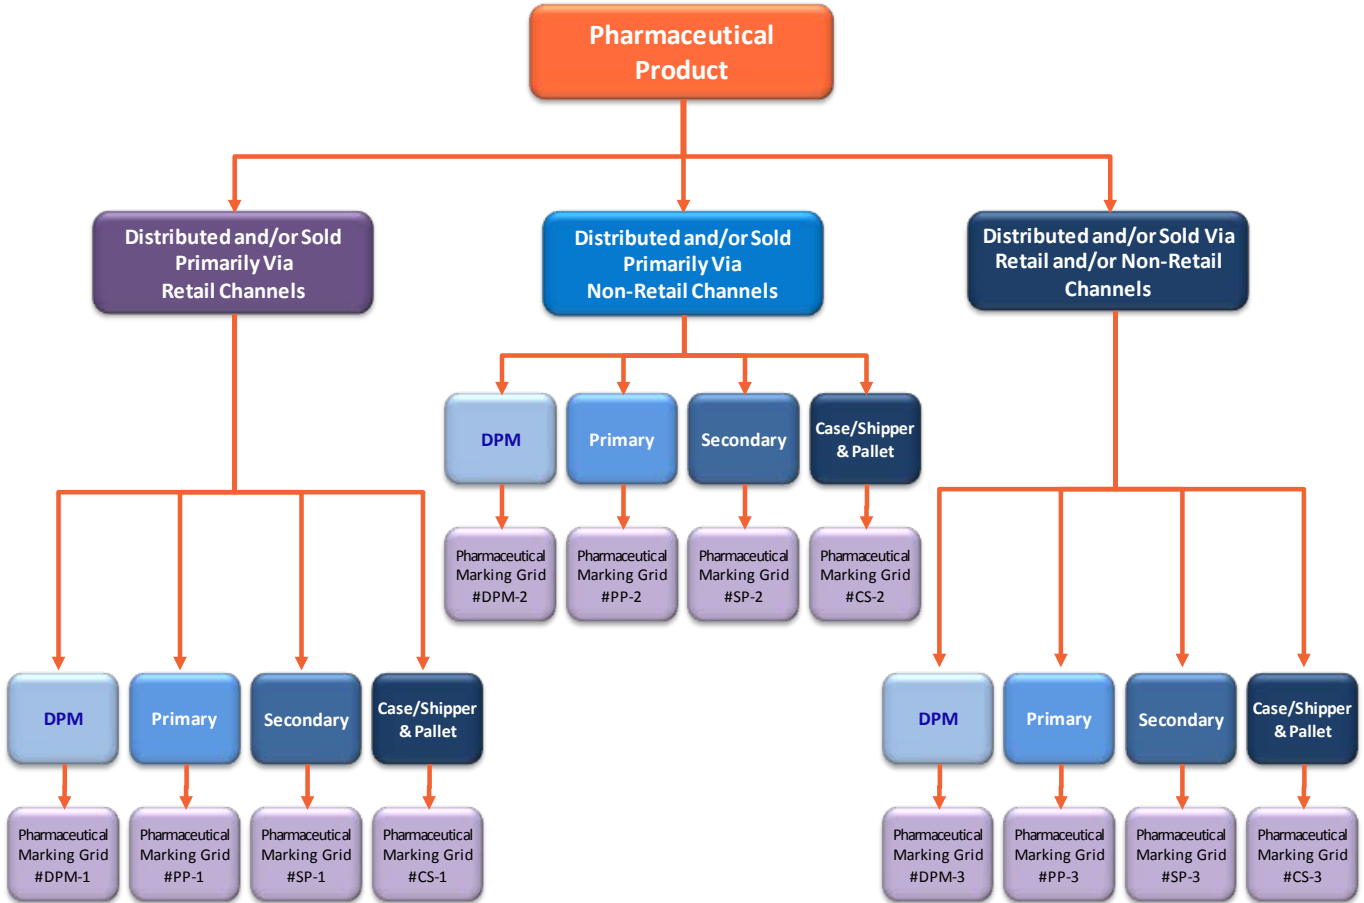 Pharmaceutical
Product
Distributed and/or Sold
Primarily Via
Retail Channels
Distributed and/or Sold
Primarily Via
Non-Retail Channels
Distributed and/or Sold Via
Retail and/or Non-Retail
Channels
DPM
Primary
Secondary
Case/Shipper
& Pallet
Pharmaceutical
Marking Grid
#DPM-2
Pharmaceutical
Marking Grid
#PP-2
Pharmaceutical
Marking Grid
#SP-2
Pharmaceutical
Marking Grid
#CS-2
DPM
Primary
Secondary
Case/Shipper
& Pallet
DPM
Primary
Secondary
Case/Shipper
& Pallet
Pharmaceutical
Marking Grid
#DPM-1
Pharmaceutical
Marking Grid
#PP-1
Pharmaceutical
Marking Grid
#SP-1
Pharmaceutical
Marking Grid
#CS-1
Pharmaceutical
Marking Grid
#DPM-3
Pharmaceutical
Marking Grid
#PP-3
Pharmaceutical
Marking Grid
#SP-3
Pharmaceutical
Marking Grid
#CS-3